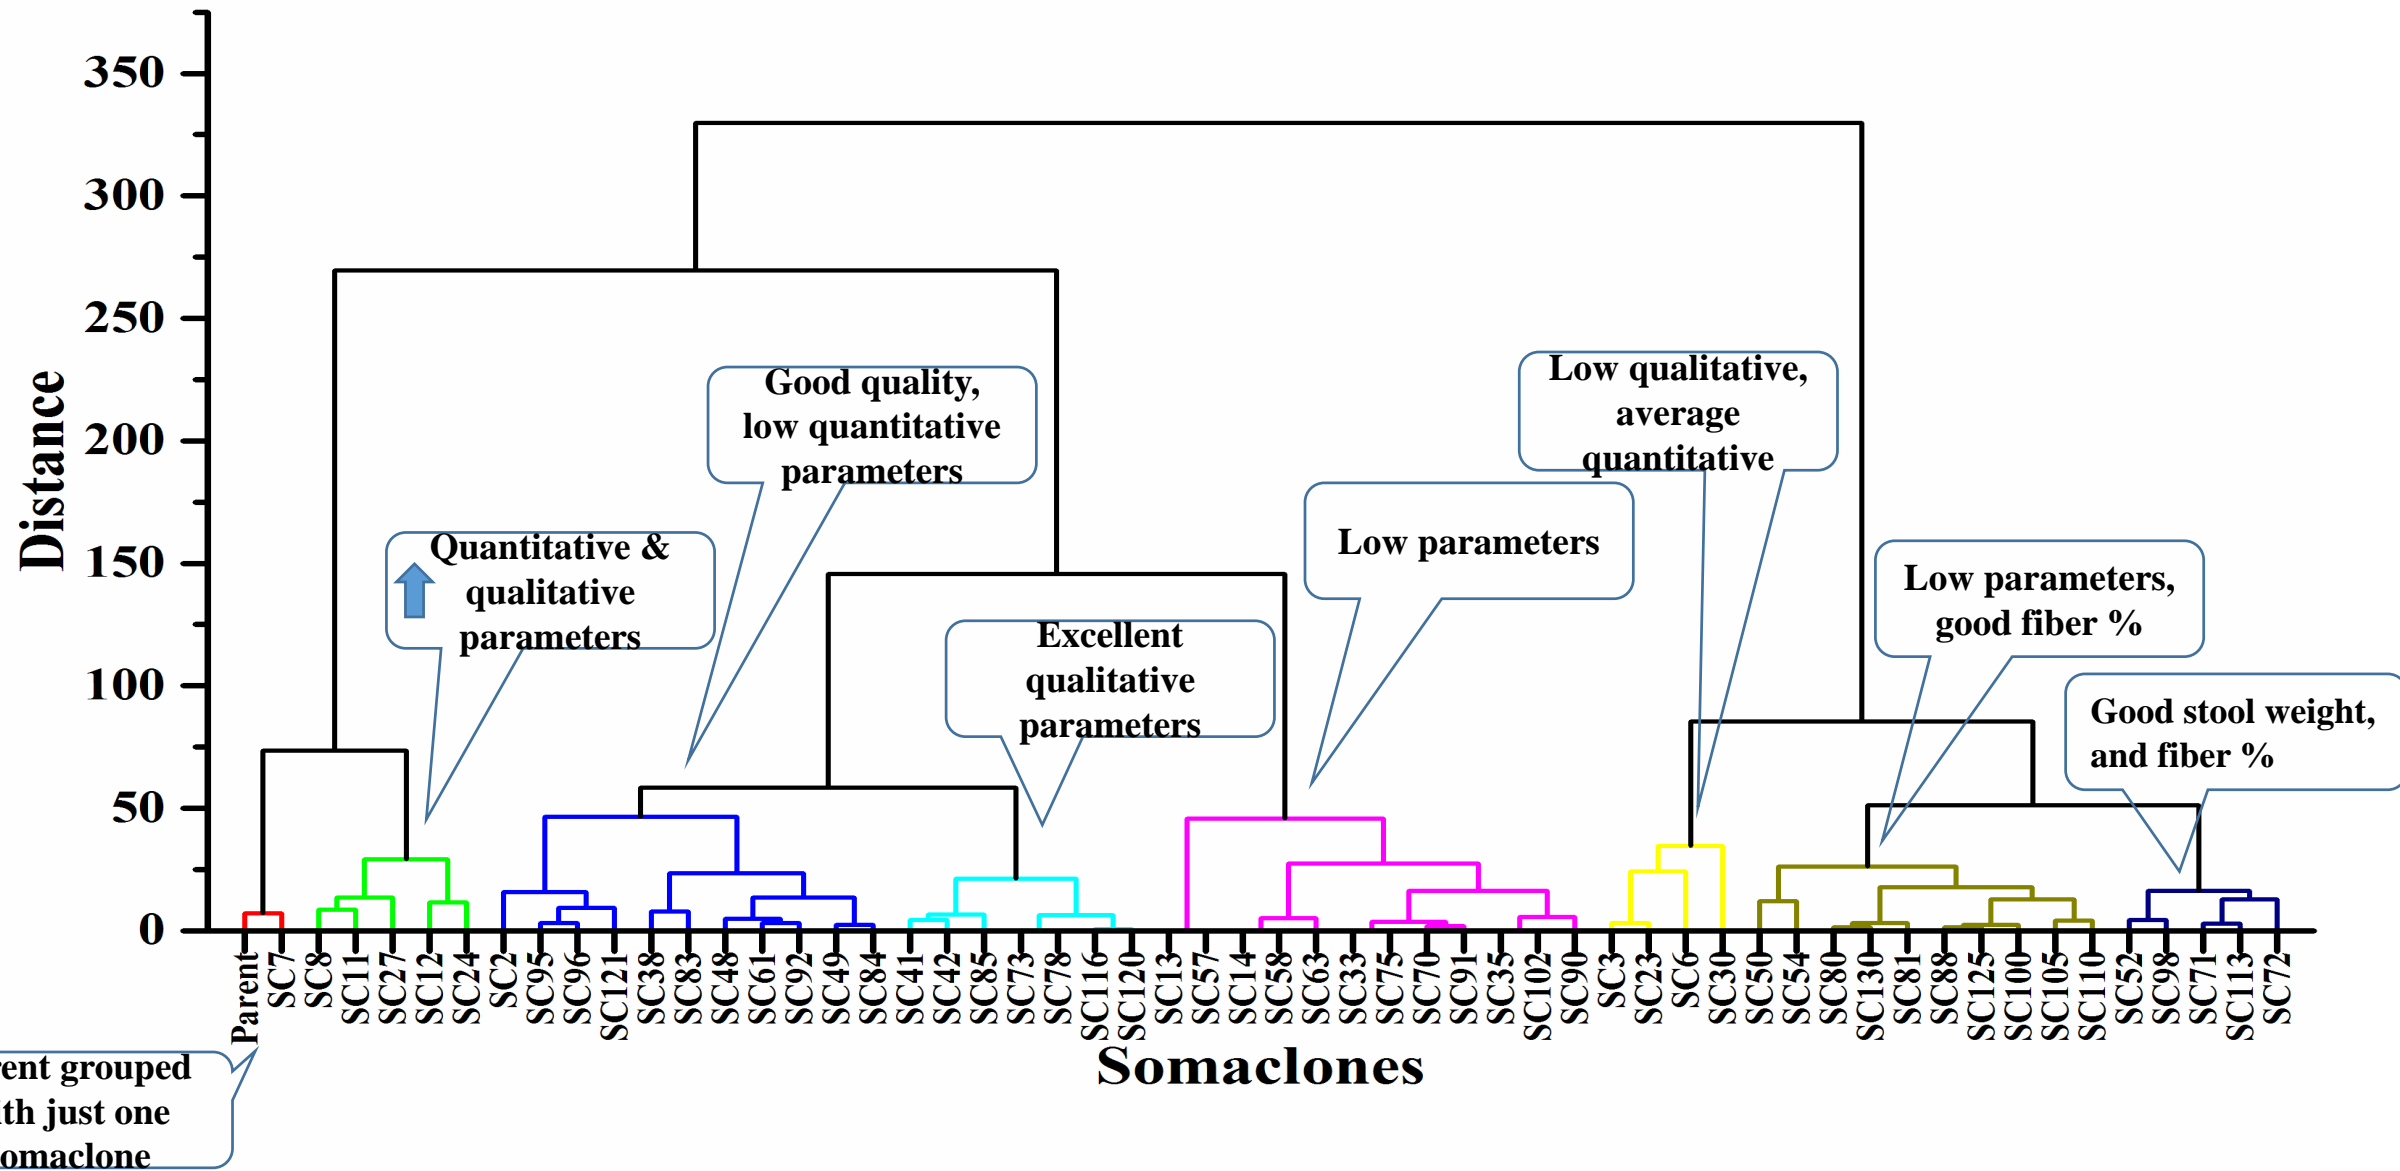 350
300
250
200
150
100
50
0
Distance
Good quality,
low quantitative
parameters
Low qualitative,
average
quantitative
Quantitative &
qualitative
parameters
Low parameters
Low parameters,
good fiber %
Excellent
qualitative
parameters
Good stool weight,
and fiber %
Parent
SC7
SC8
SC11
SC27
SC12
SC24
SC2
SC95
SC96
SC121
SC38
SC83
SC48
SC61
SC92
SC49
SC84
SC41
SC42
SC85
SC73
SC78
SC116
SC120
SC13
SC57
SC14
SC58
SC63
SC33
SC75
SC70
SC91
SC35
SC102
SC90
SC3
SC23
SC6
SC30
SC50
SC54
SC80
SC130
SC81
SC88
SC125
SC100
SC105
SC110
SC52
SC98
SC71
SC113
SC72
Somaclones
rent grouped
ith just one
omaclone